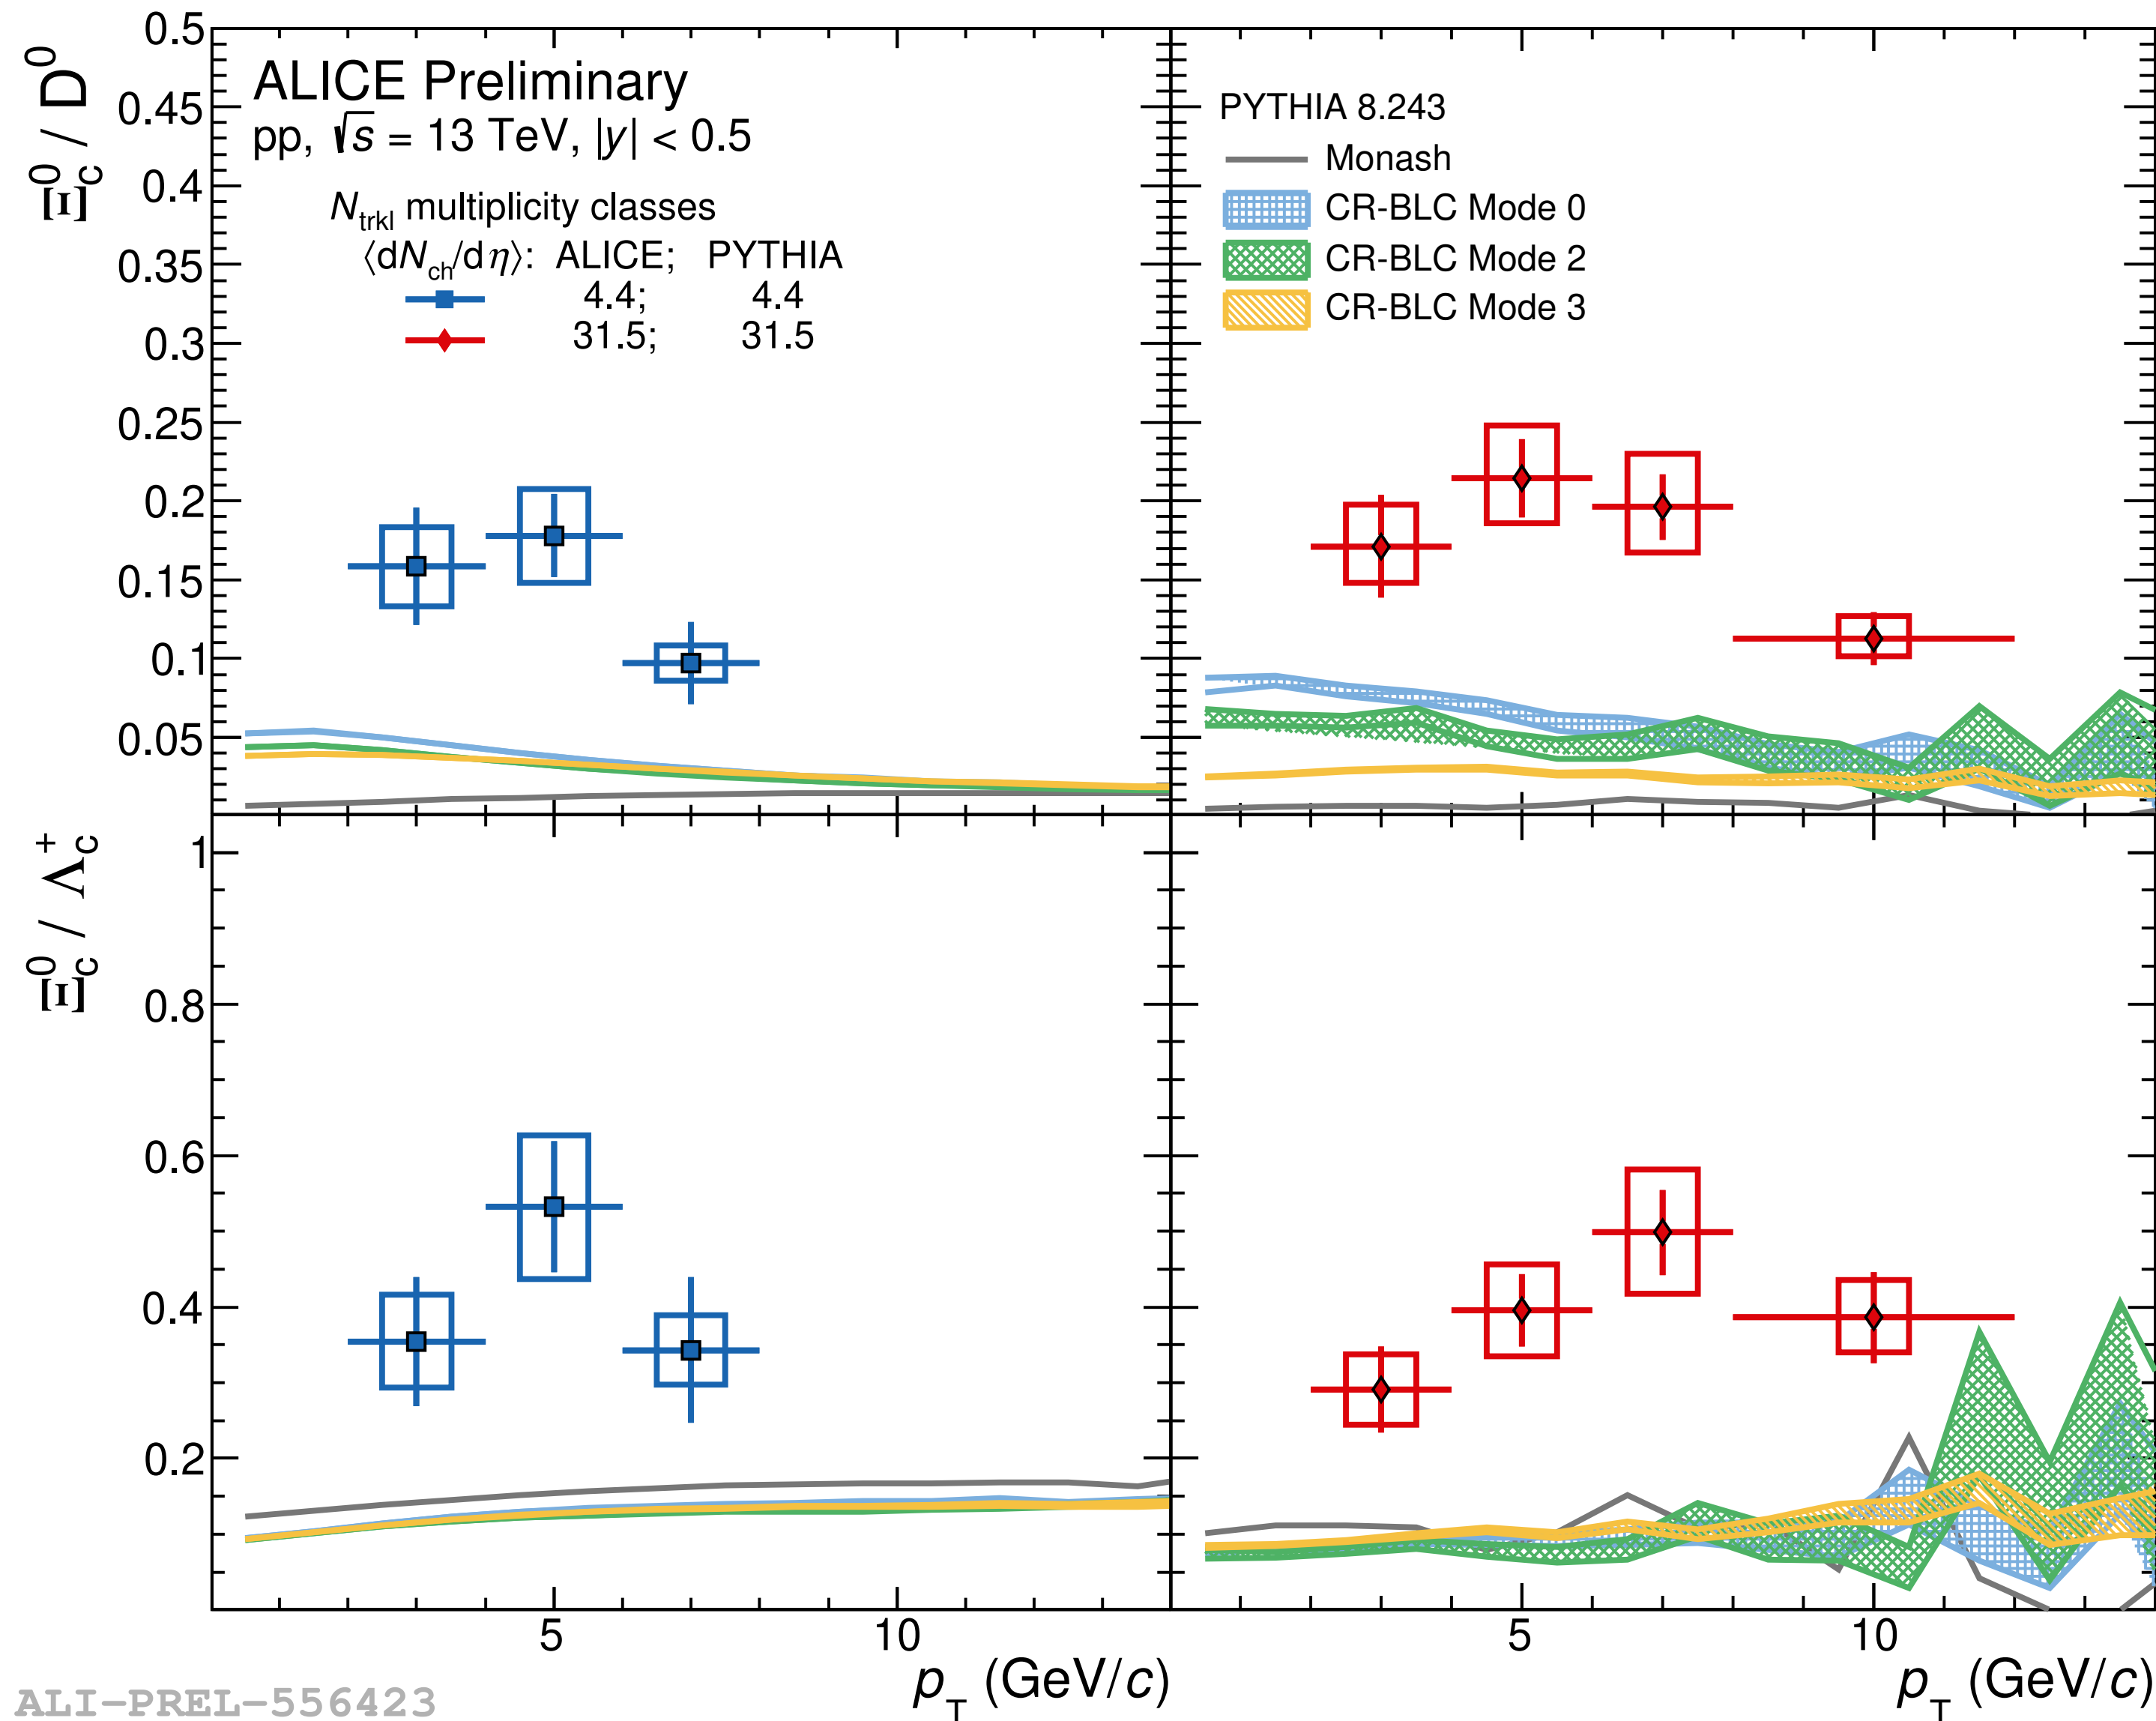 ALICE Preliminary
pp, √s = 13 TeV, |y| < 0.5
N_trkl multiplicity classes
⟨dN_ch/dη⟩: ALICE; PYTHIA
4.4; 4.4
31.5; 31.5
PYTHIA 8.243
Monash
CR-BLC Mode 0
CR-BLC Mode 2
CR-BLC Mode 3
Ξ_c^0 / D^0
0.5
0.45
0.4
0.35
0.3
0.25
0.2
0.15
0.1
0.05
Ξ_c^0 / Λ_c^+
1
0.8
0.6
0.4
0.2
5 10 5 10
p_T (GeV/c) p_T (GeV/c)
ALI-PREL-556423